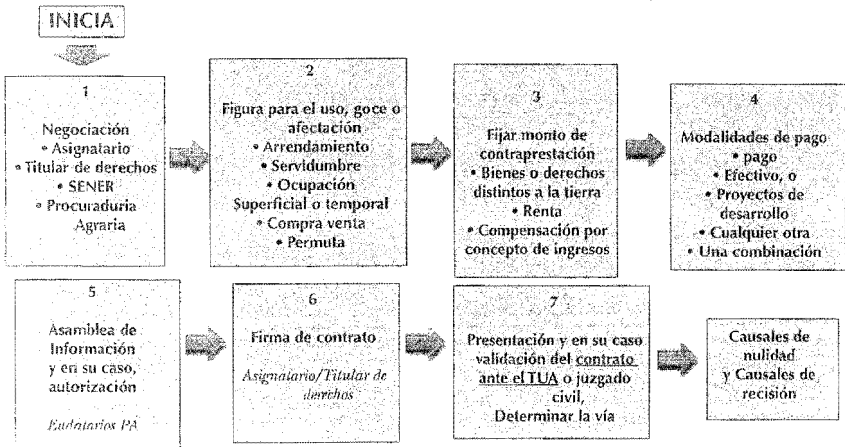 INICIA
1
Negociación
• Asignatario
• Titular de derechos
• SENER
• Procuraduria
Agraria
2
Figura para el uso, goce o
afectación
• Arrendamiento
• Servidumbre
• Ocupación
Superficial o temporal
• Compra venta
• Permuta
3
Fijar monto de
contraprestación
• Bienes o derechos
distintos a la tierra
• Renta
• Compensación por
concepto de ingresos
4
Modalidades de pago
• pago
• Efectivo, o
• Proyectos de
desarrollo
• Cualquier otra
• Una combinación
5
Asamblea de
Información
y en su caso,
autorización
PA
6
Firma de contrato
Asignatario/Titular de
derechos
7
Presentación y en su caso
validación del contrato
ante el TUA o juzgado
civil,
Determinar la vía
Causales de
nulidad
y Causales de
recisión